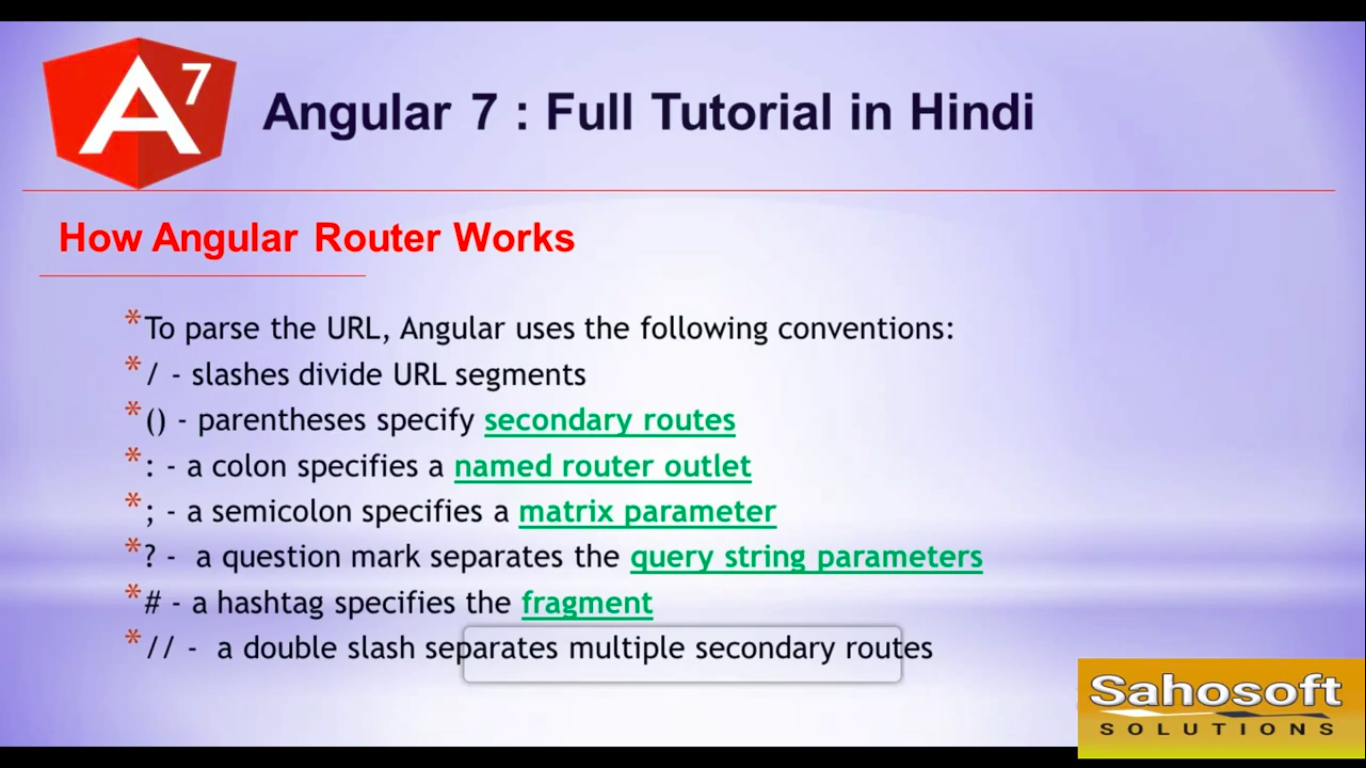 A7
Angular 7 : Full Tutorial in Hindi
How Angular Router Works
*To parse the URL, Angular uses the following conventions:
*/ - slashes divide URL segments
*() - parentheses specify secondary routes
*: - a colon specifies a named router outlet
*; - a semicolon specifies a matrix parameter
*? -  a question mark separates the query string parameters
*# - a hashtag specifies the fragment
*// -  a double slash separates multiple secondary routes
Sahosoft
SOLUTIONS